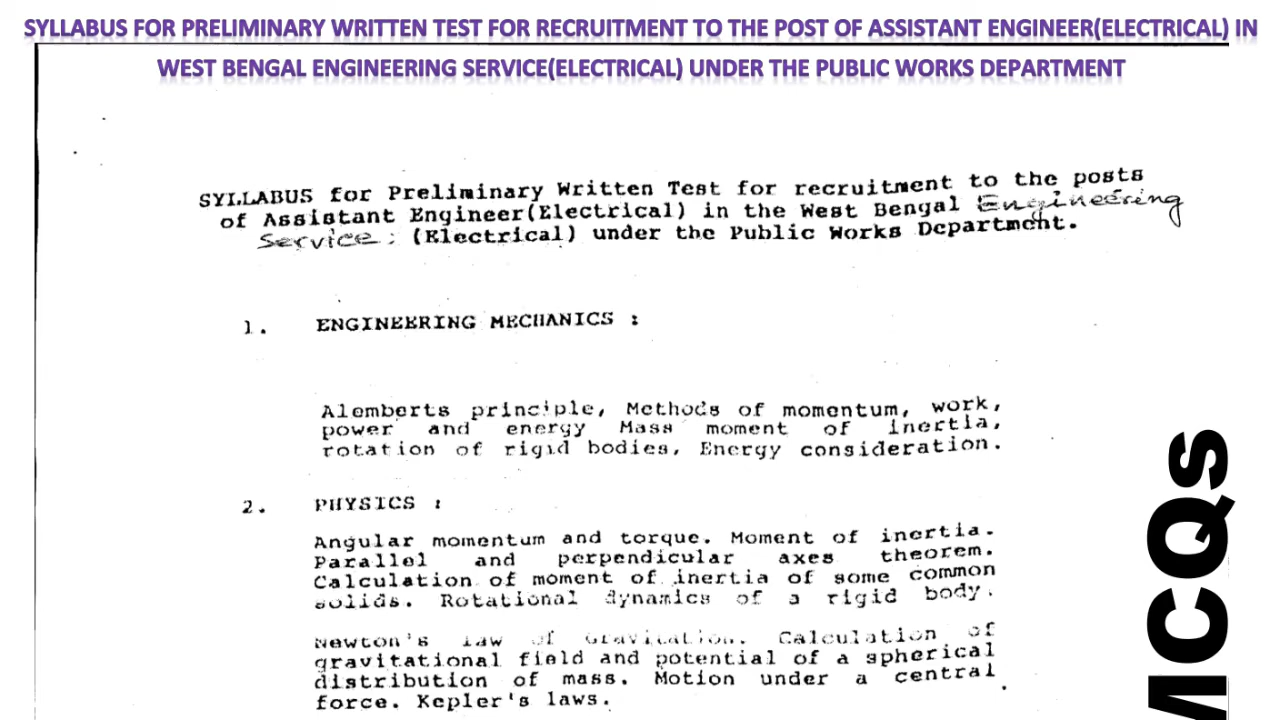 SYLLABUS FOR PRELIMINARY WRITTEN TEST FOR RECRUITMENT TO THE POST OF ASSISTANT ENGINEER(ELECTRICAL) IN
WEST BENGAL ENGINEERING SERVICE(ELECTRICAL) UNDER THE PUBLIC WORKS DEPARTMENT
SYLLABUS for Preliminary Written Test for recruitment to the posts
of Assistant Engineer(Electrical) in the West Bengal Engineering
Service: (Electrical) under the Public Works Department.
1. ENGINEERING MECHANICS :
Alemberts principle, Methods of momentum, work,
power and energy Mass moment of inertia,
rotation of rigid bodies, Energy consideration.
2. PHYSICS :
Angular momentum and torque. Moment of inertia.
Parallel and perpendicular axes theorem.
Calculation of moment of inertia of some common
solids. Rotational dynamics of a rigid body.
Newton's Law of Gravitation. Calculation of
gravitational field and potential of a spherical
distribution of mass. Motion under a central
force. Kepler's laws.
MCQs